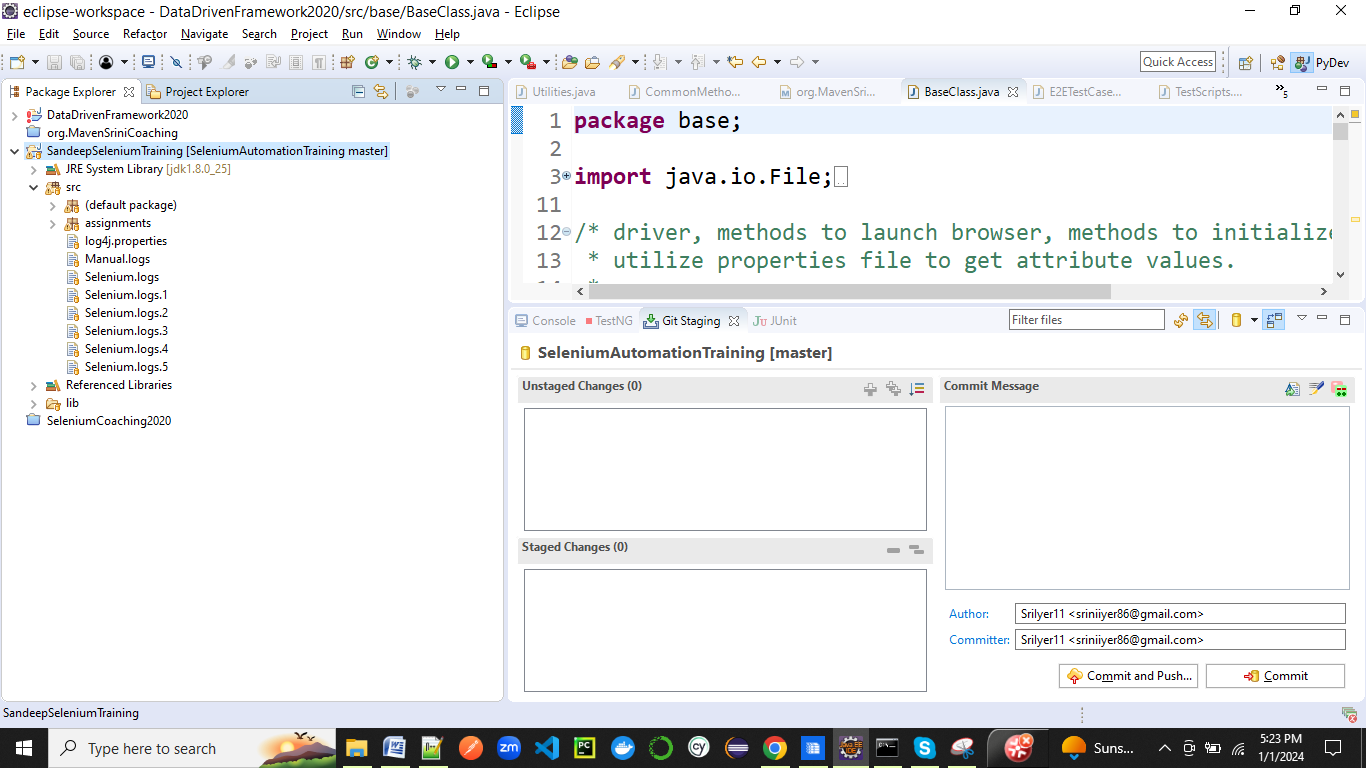 eclipse-workspace - DataDrivenFramework2020/src/base/BaseClass.java - Eclipse
File Edit Source Refactor Navigate Search Project Run Window Help
Quick Access
PyDev
Package Explorer
Project Explorer
DataDrivenFramework2020
org.MavenSriniCoaching
SandeepSeleniumTraining [SeleniumAutomationTraining master]
JRE System Library [jdk1.8.0_25]
src
(default package)
assignments
log4j.properties
Manual.logs
Selenium.logs
Selenium.logs.1
Selenium.logs.2
Selenium.logs.3
Selenium.logs.4
Selenium.logs.5
Referenced Libraries
lib
SeleniumCoaching2020
Utilities.java
CommonMetho...
org.MavenSri...
BaseClass.java
E2ETestCase...
TestScripts....
»5
1 package base;
2
3 import java.io.File;
11
12 /* driver, methods to launch browser, methods to initialize
13 * utilize properties file to get attribute values.
14 *
Console
TestNG
Git Staging
JUnit
Filter files
SeleniumAutomationTraining [master]
Unstaged Changes (0)
Staged Changes (0)
Commit Message
Author: SriIyer11 <sriniiyer86@gmail.com>
Committer: SriIyer11 <sriniiyer86@gmail.com>
Commit and Push...
Commit
SandeepSeleniumTraining
Type here to search
Suns...
5:23 PM
1/1/2024